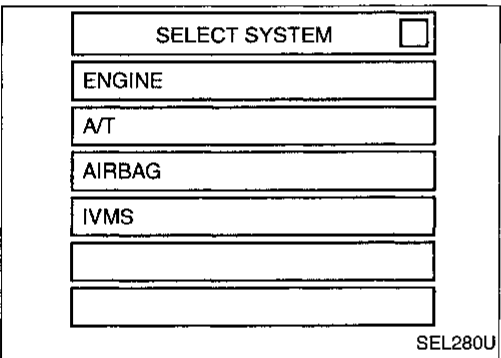 SELECT SYSTEM
ENGINE
A/T
AIRBAG
IVMS
SEL280U